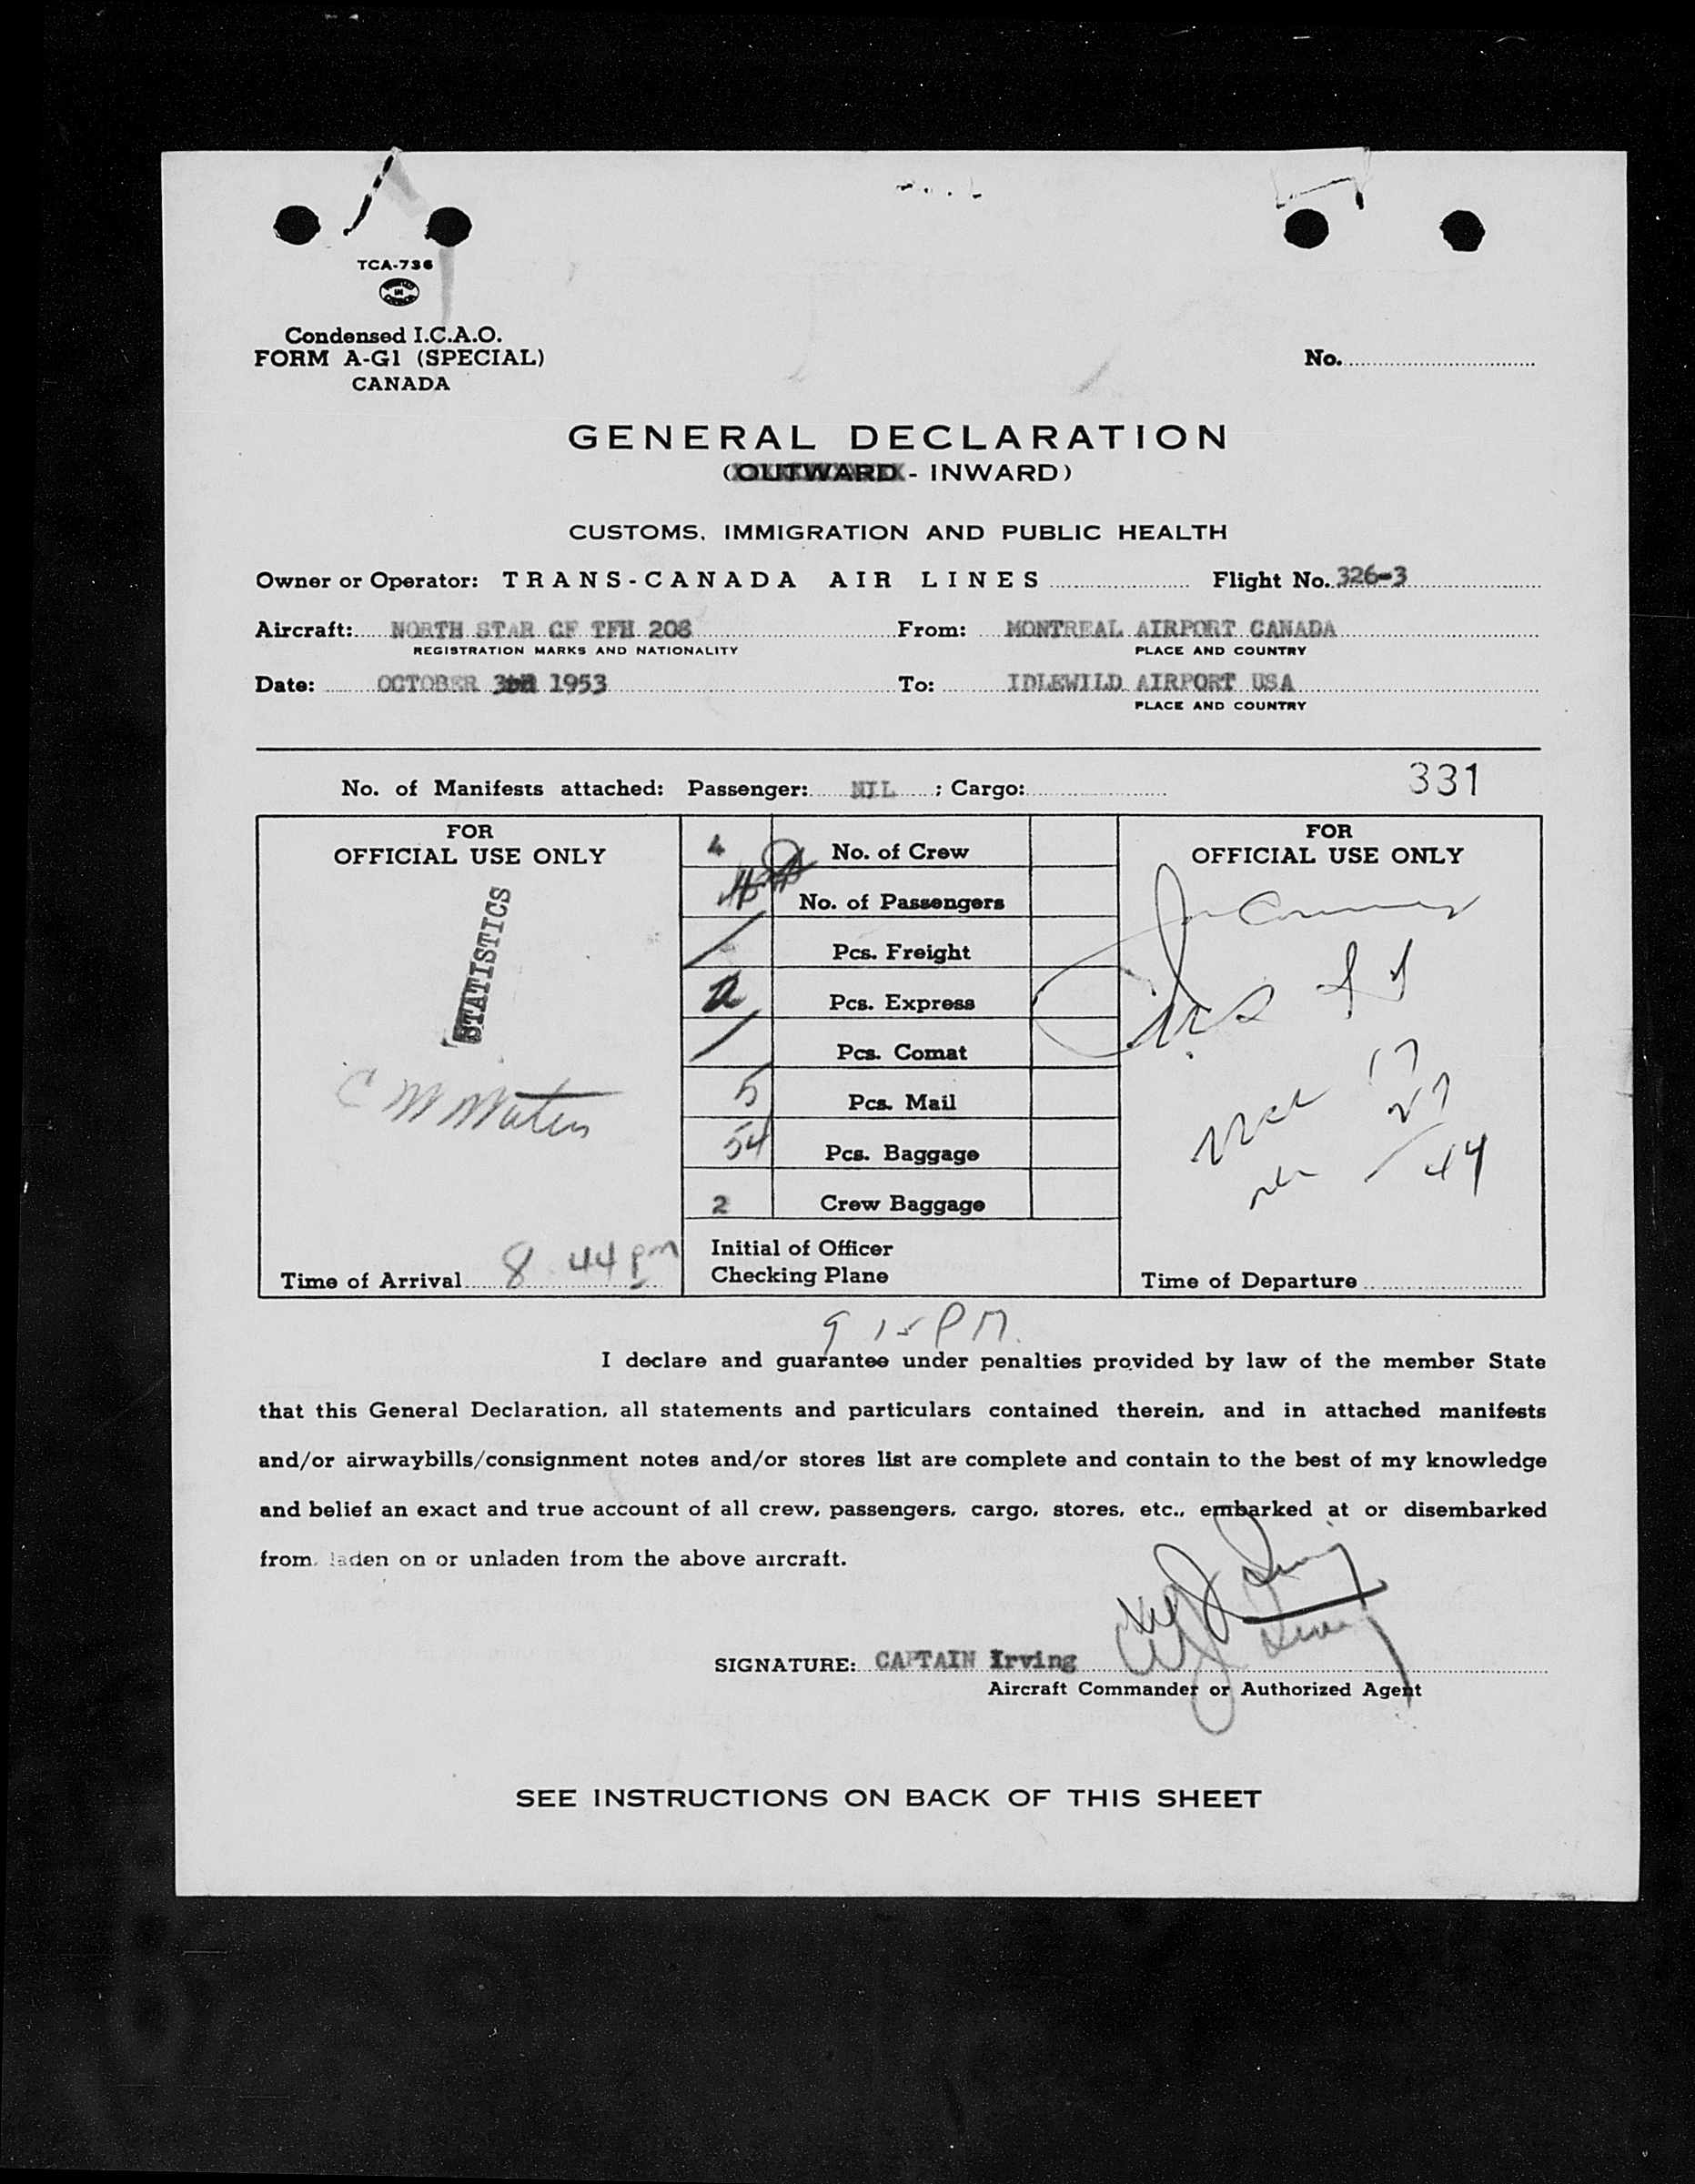 TCA-736
Condensed I.C.A.O.
FORM A-G1 (SPECIAL)
CANADA
No.
GENERAL DECLARATION
(OUTWARD - INWARD)
CUSTOMS, IMMIGRATION AND PUBLIC HEALTH
Owner or Operator: TRANS-CANADA AIR LINES Flight No. 326-3
Aircraft: NORTH STAR CF TFH 208 From: MONTREAL AIRPORT CANADA
REGISTRATION MARKS AND NATIONALITY PLACE AND COUNTRY
Date: OCTOBER 1953 To: IDLEWILD AIRPORT USA
PLACE AND COUNTRY
No. of Manifests attached: Passenger: NIL ; Cargo:
331
FOR
OFFICIAL USE ONLY
STATISTICS
Time of Arrival 8 44 pm
4 No. of Crew
No. of Passengers
Pcs. Freight
Pcs. Express
Pcs. Comat
5 Pcs. Mail
54 Pcs. Baggage
2 Crew Baggage
Initial of Officer
Checking Plane
FOR
OFFICIAL USE ONLY
17
27
44
Time of Departure
9 15 PM.
I declare and guarantee under penalties provided by law of the member State
that this General Declaration, all statements and particulars contained therein, and in attached manifests
and/or airwaybills/consignment notes and/or stores list are complete and contain to the best of my knowledge
and belief an exact and true account of all crew, passengers, cargo, stores, etc., embarked at or disembarked
from, laden on or unladen from the above aircraft.
SIGNATURE: CAPTAIN Irving
Aircraft Commander or Authorized Agent
SEE INSTRUCTIONS ON BACK OF THIS SHEET